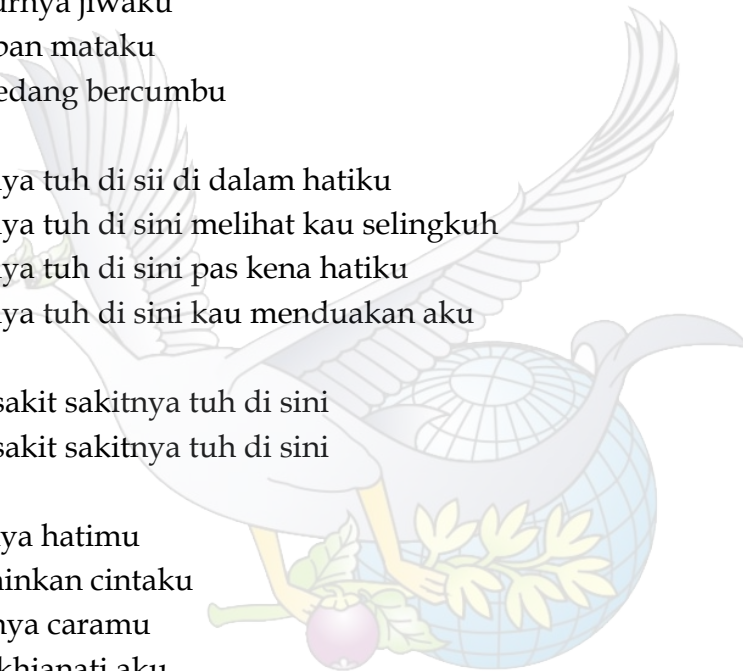 urnya jiwaku
pan mataku
edang bercumbu
ya tuh di sii di dalam hatiku
ya tuh di sini melihat kau selingkuh
ya tuh di sini pas kena hatiku
ya tuh di sini kau menduakan aku
sakit sakitnya tuh di sini
sakit sakitnya tuh di sini
ya hatimu
inkan cintaku
nya caramu
khianati aku